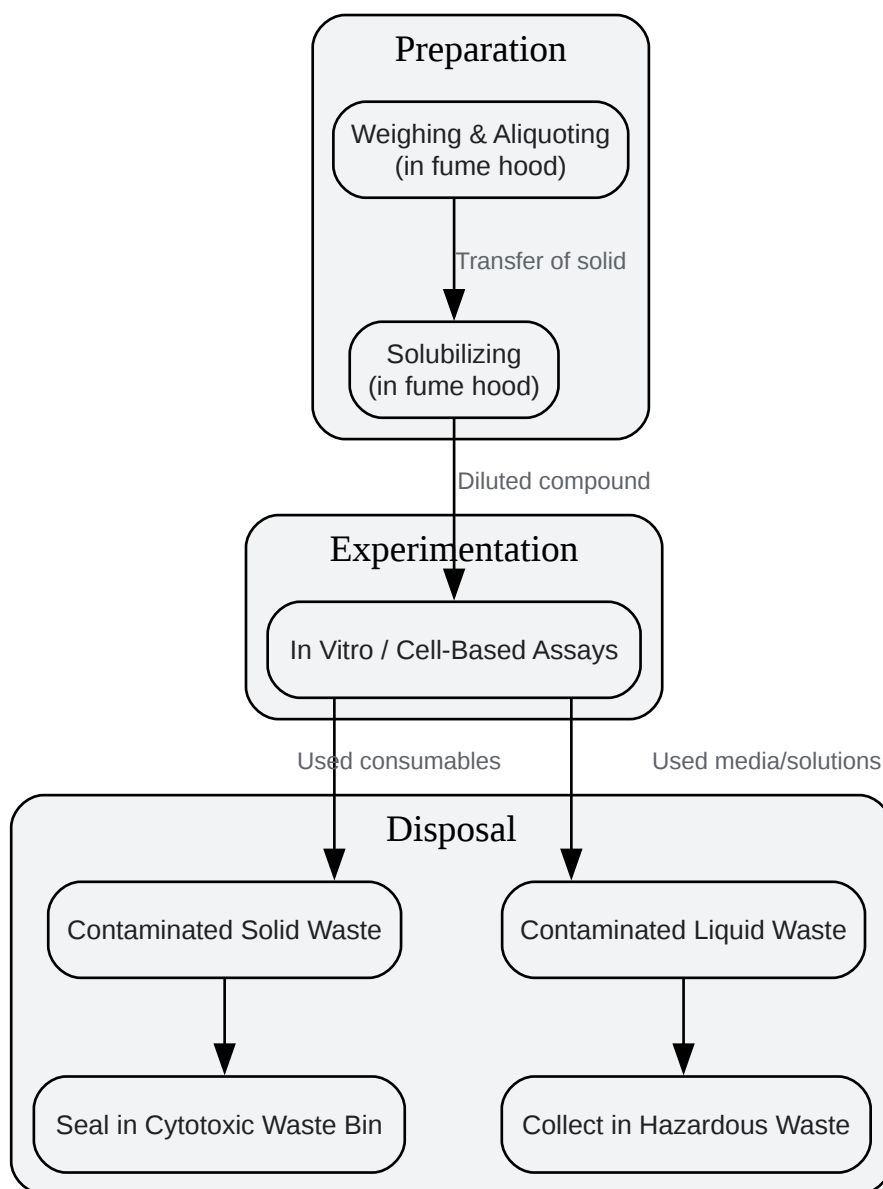 Preparation
Weighing & Aliquoting
(in fume hood)
Transfer of solid
Solubilizing
(in fume hood)
Diluted compound
Experimentation
In Vitro / Cell-Based Assays
Used consumables
Used media/solutions
Disposal
Contaminated Solid Waste
Contaminated Liquid Waste
Seal in Cytotoxic Waste Bin
Collect in Hazardous Waste